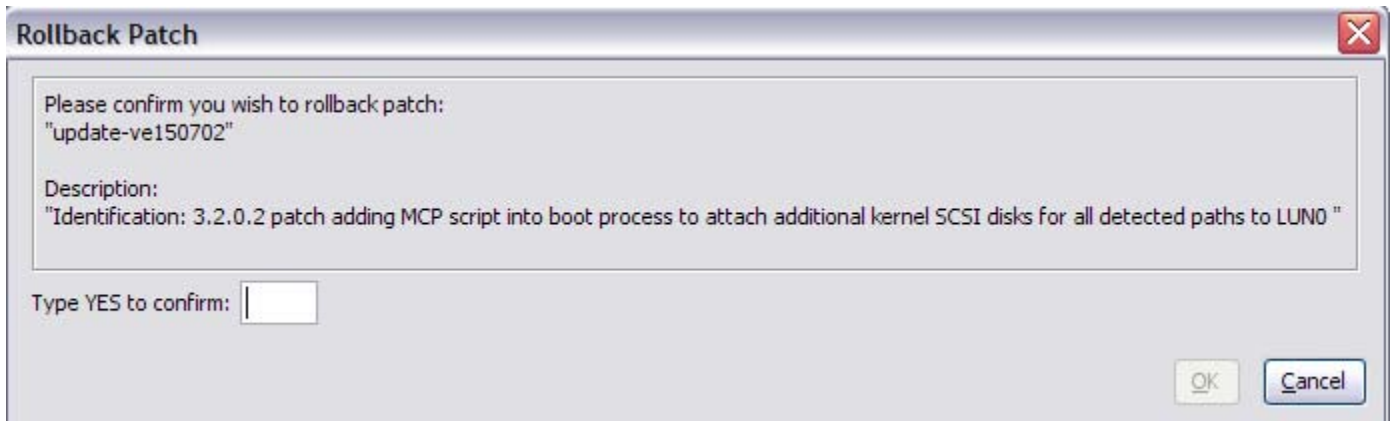 Rollback Patch
Please confirm you wish to rollback patch:
"update-ve150702"
Description:
"Identification: 3.2.0.2 patch adding MCP script into boot process to attach additional kernel SCSI disks for all detected paths to LUN0 "
Type YES to confirm:
OK
Cancel